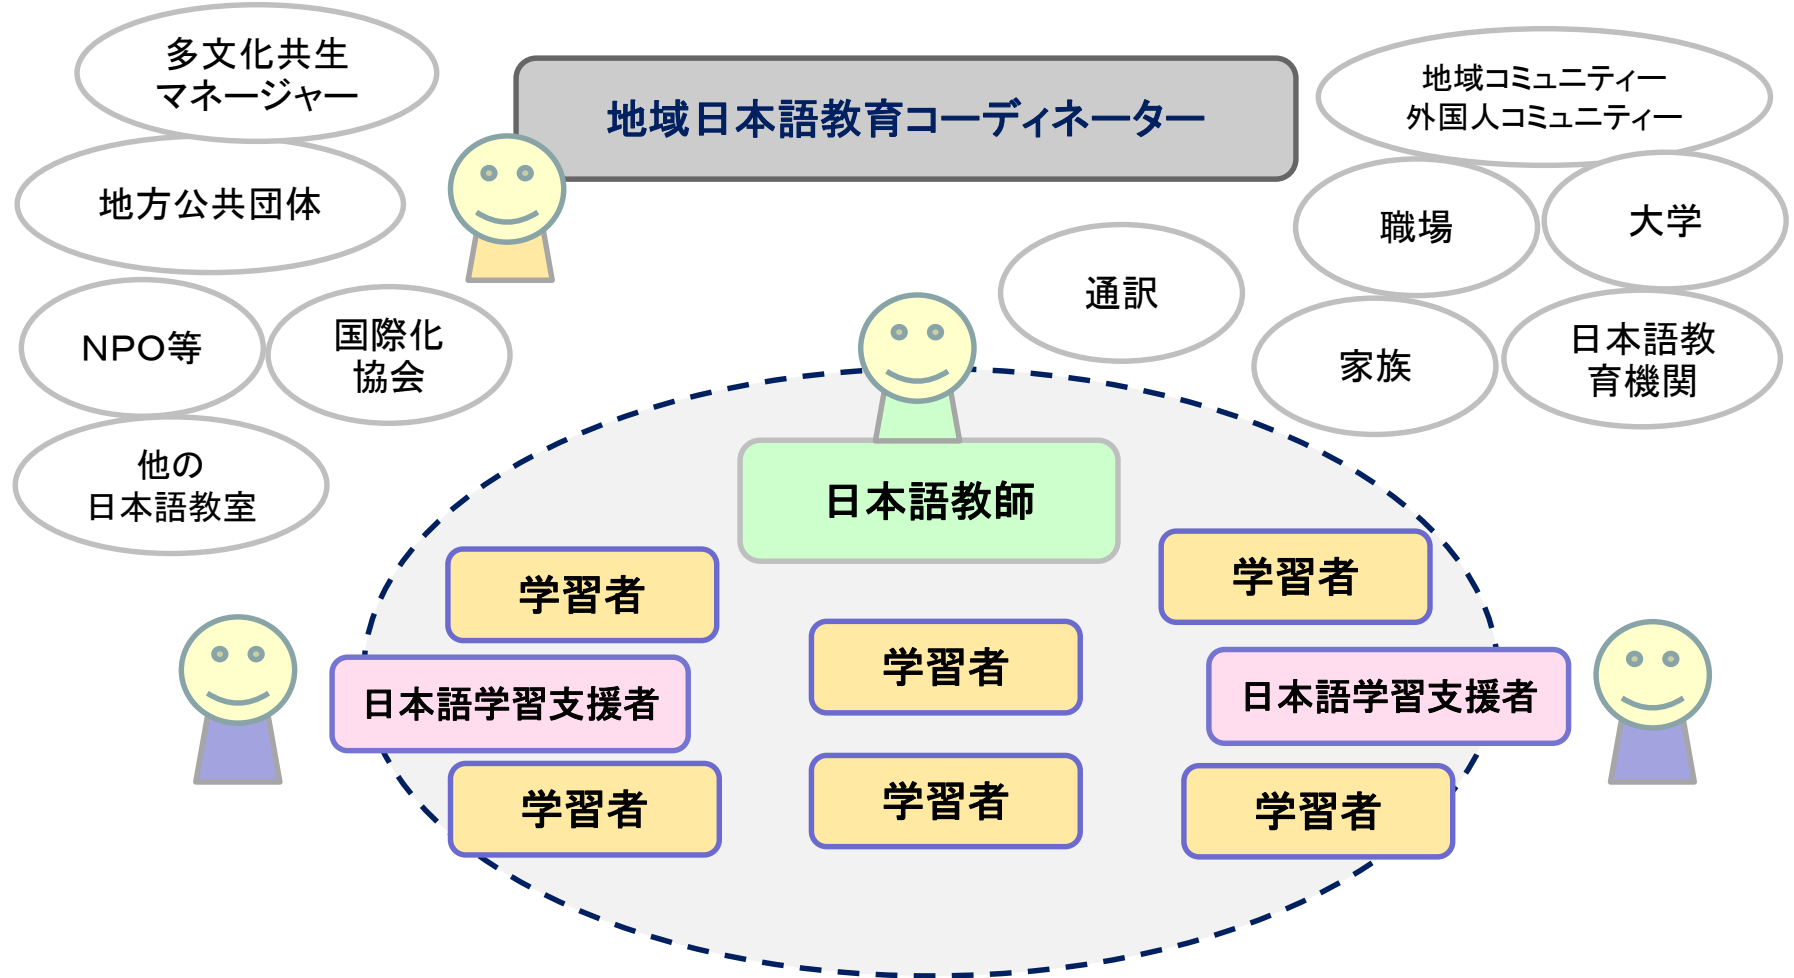 多文化共生
マネージャー
地域日本語教育コーディネーター
地域コミュニティー
外国人コミュニティー
地方公共団体
職場
大学
通訳
NPO等
国際化
協会
家族
日本語教
育機関
他の
日本語教室
日本語教師
学習者
学習者
学習者
日本語学習支援者
日本語学習支援者
学習者
学習者
学習者